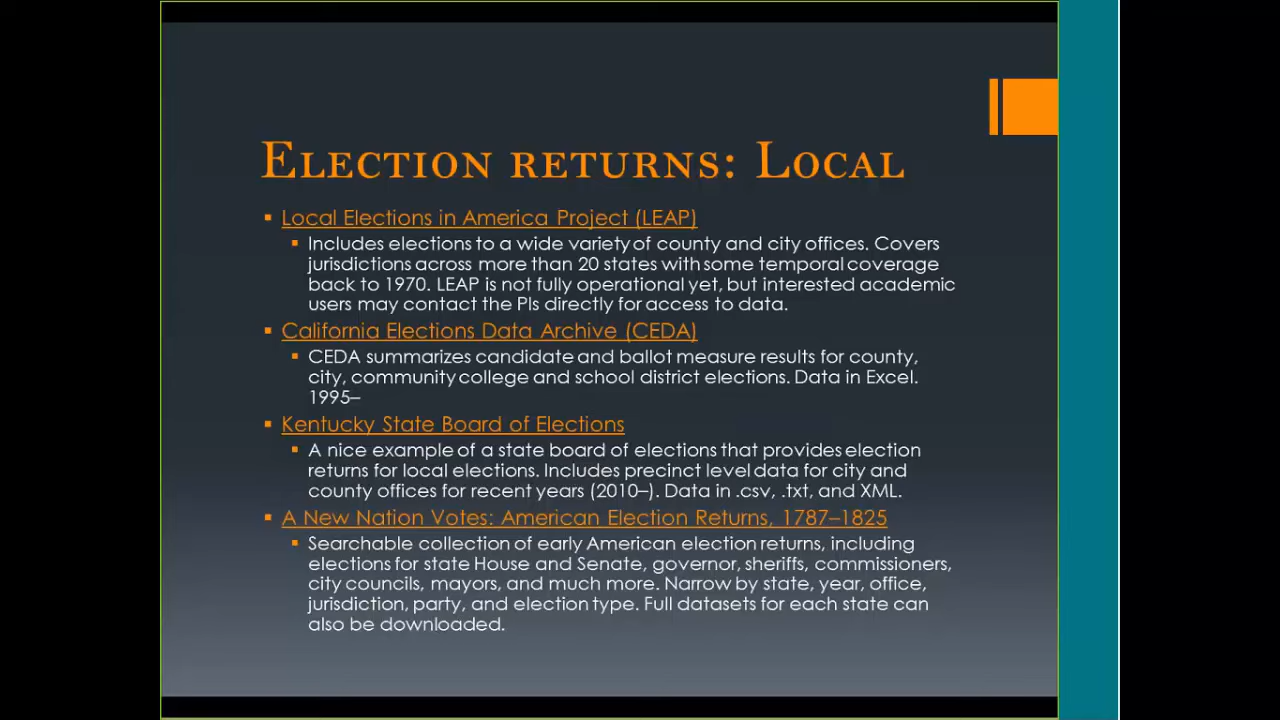 Election returns: Local
Local Elections in America Project (LEAP)
Includes elections to a wide variety of county and city offices. Covers
jurisdictions across more than 20 states with some temporal coverage
back to 1970. LEAP is not fully operational yet, but interested academic
users may contact the PIs directly for access to data.
California Elections Data Archive (CEDA)
CEDA summarizes candidate and ballot measure results for county,
city, community college and school district elections. Data in Excel.
1995–
Kentucky State Board of Elections
A nice example of a state board of elections that provides election
returns for local elections. Includes precinct level data for city and
county offices for recent years (2010–). Data in .csv, .txt, and XML.
A New Nation Votes: American Election Returns, 1787–1825
Searchable collection of early American election returns, including
elections for state House and Senate, governor, sheriffs, commissioners,
city councils, mayors, and much more. Narrow by state, year, office,
jurisdiction, party, and election type. Full datasets for each state can
also be downloaded.